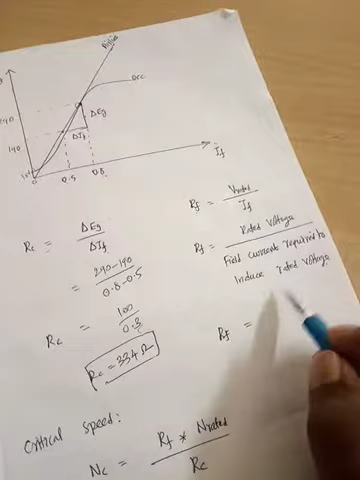 OCC
ΔEg
240
ΔIf
140
0
0.5 0.8 If
Rc = ΔEg / ΔIf
= 240-140 / 0.8-0.5
Rc = 100 / 0.3
Rc = 334 Ω
Rf = Vrated / If
Rf = Rated Voltage / Field current required to
induce rated voltage
Rf =
Critical speed:
Nc = Rf * Nrated / Rc